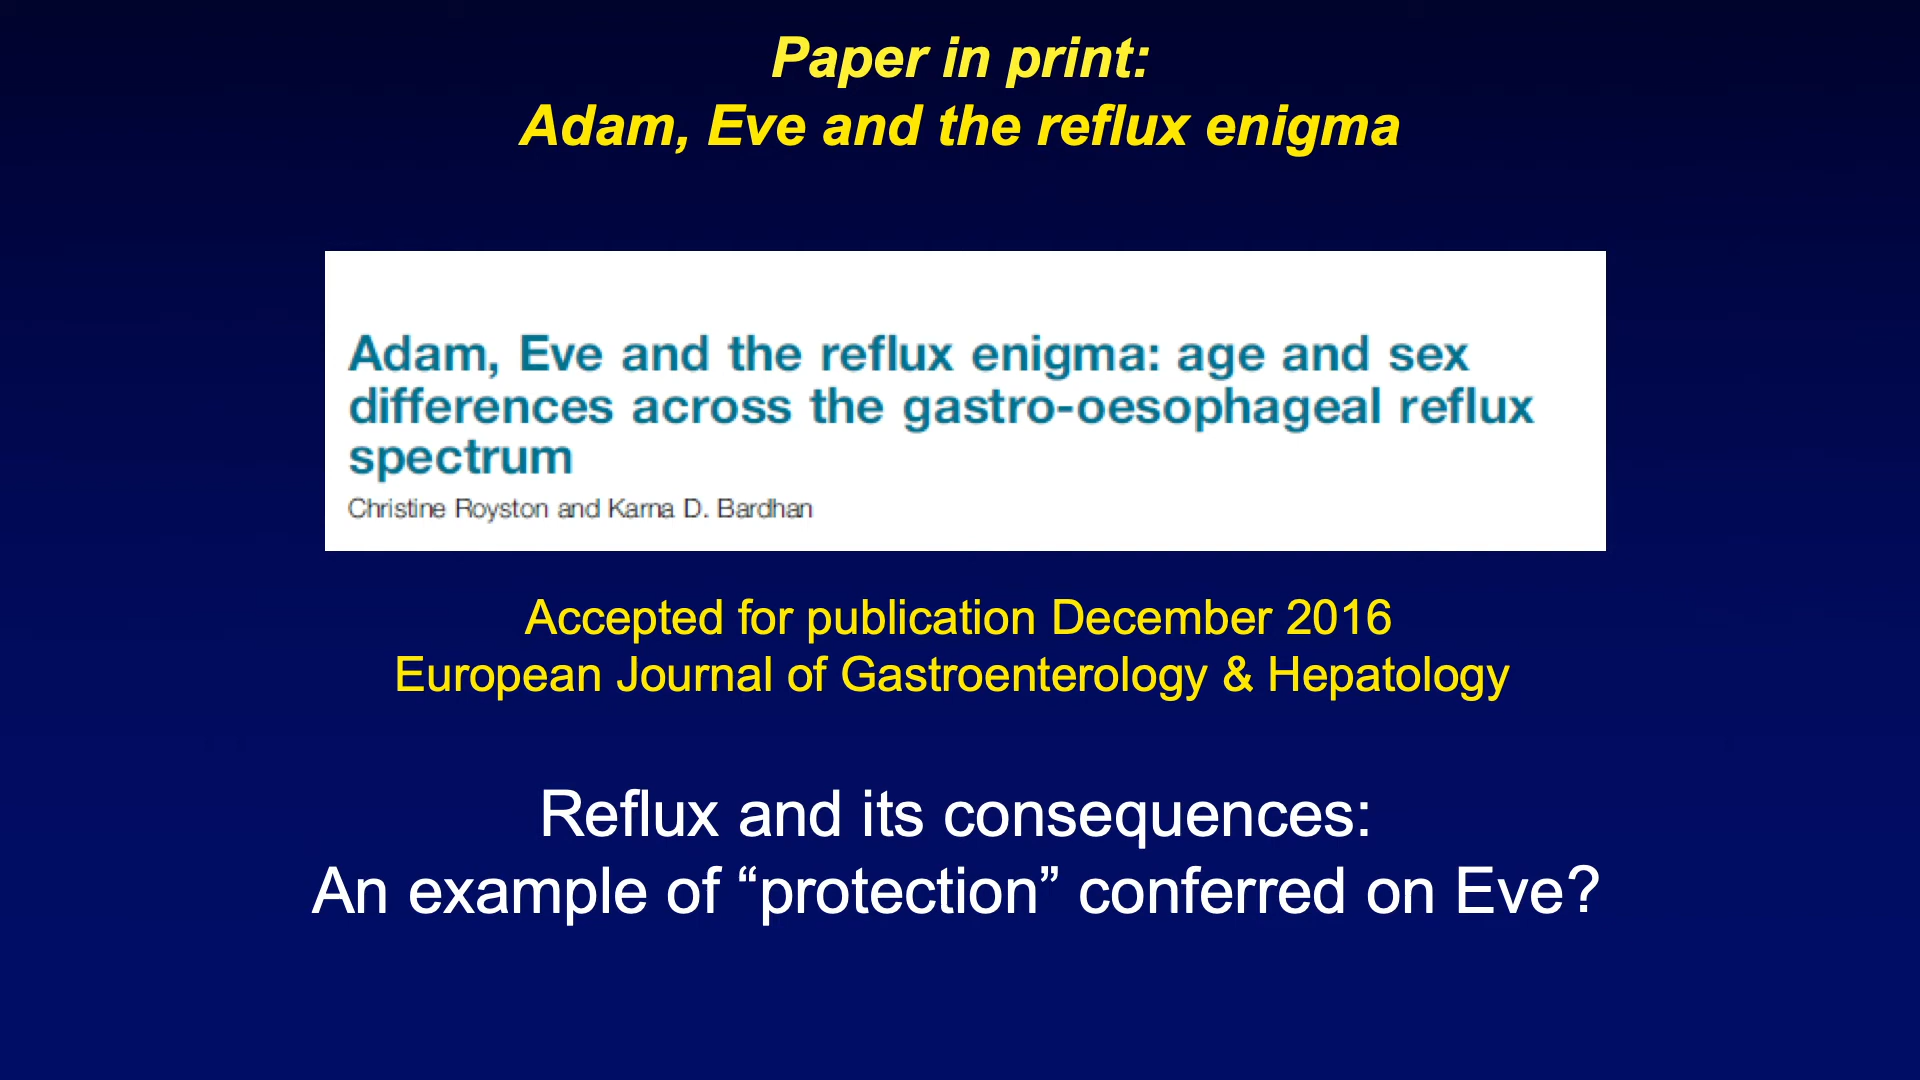 Paper in print:
Adam, Eve and the reflux enigma
Adam, Eve and the reflux enigma: age and sex
differences across the gastro-oesophageal reflux
spectrum
Christine Royston and Karna D. Bardhan
Accepted for publication December 2016
European Journal of Gastroenterology & Hepatology
Reflux and its consequences:
An example of “protection” conferred on Eve?